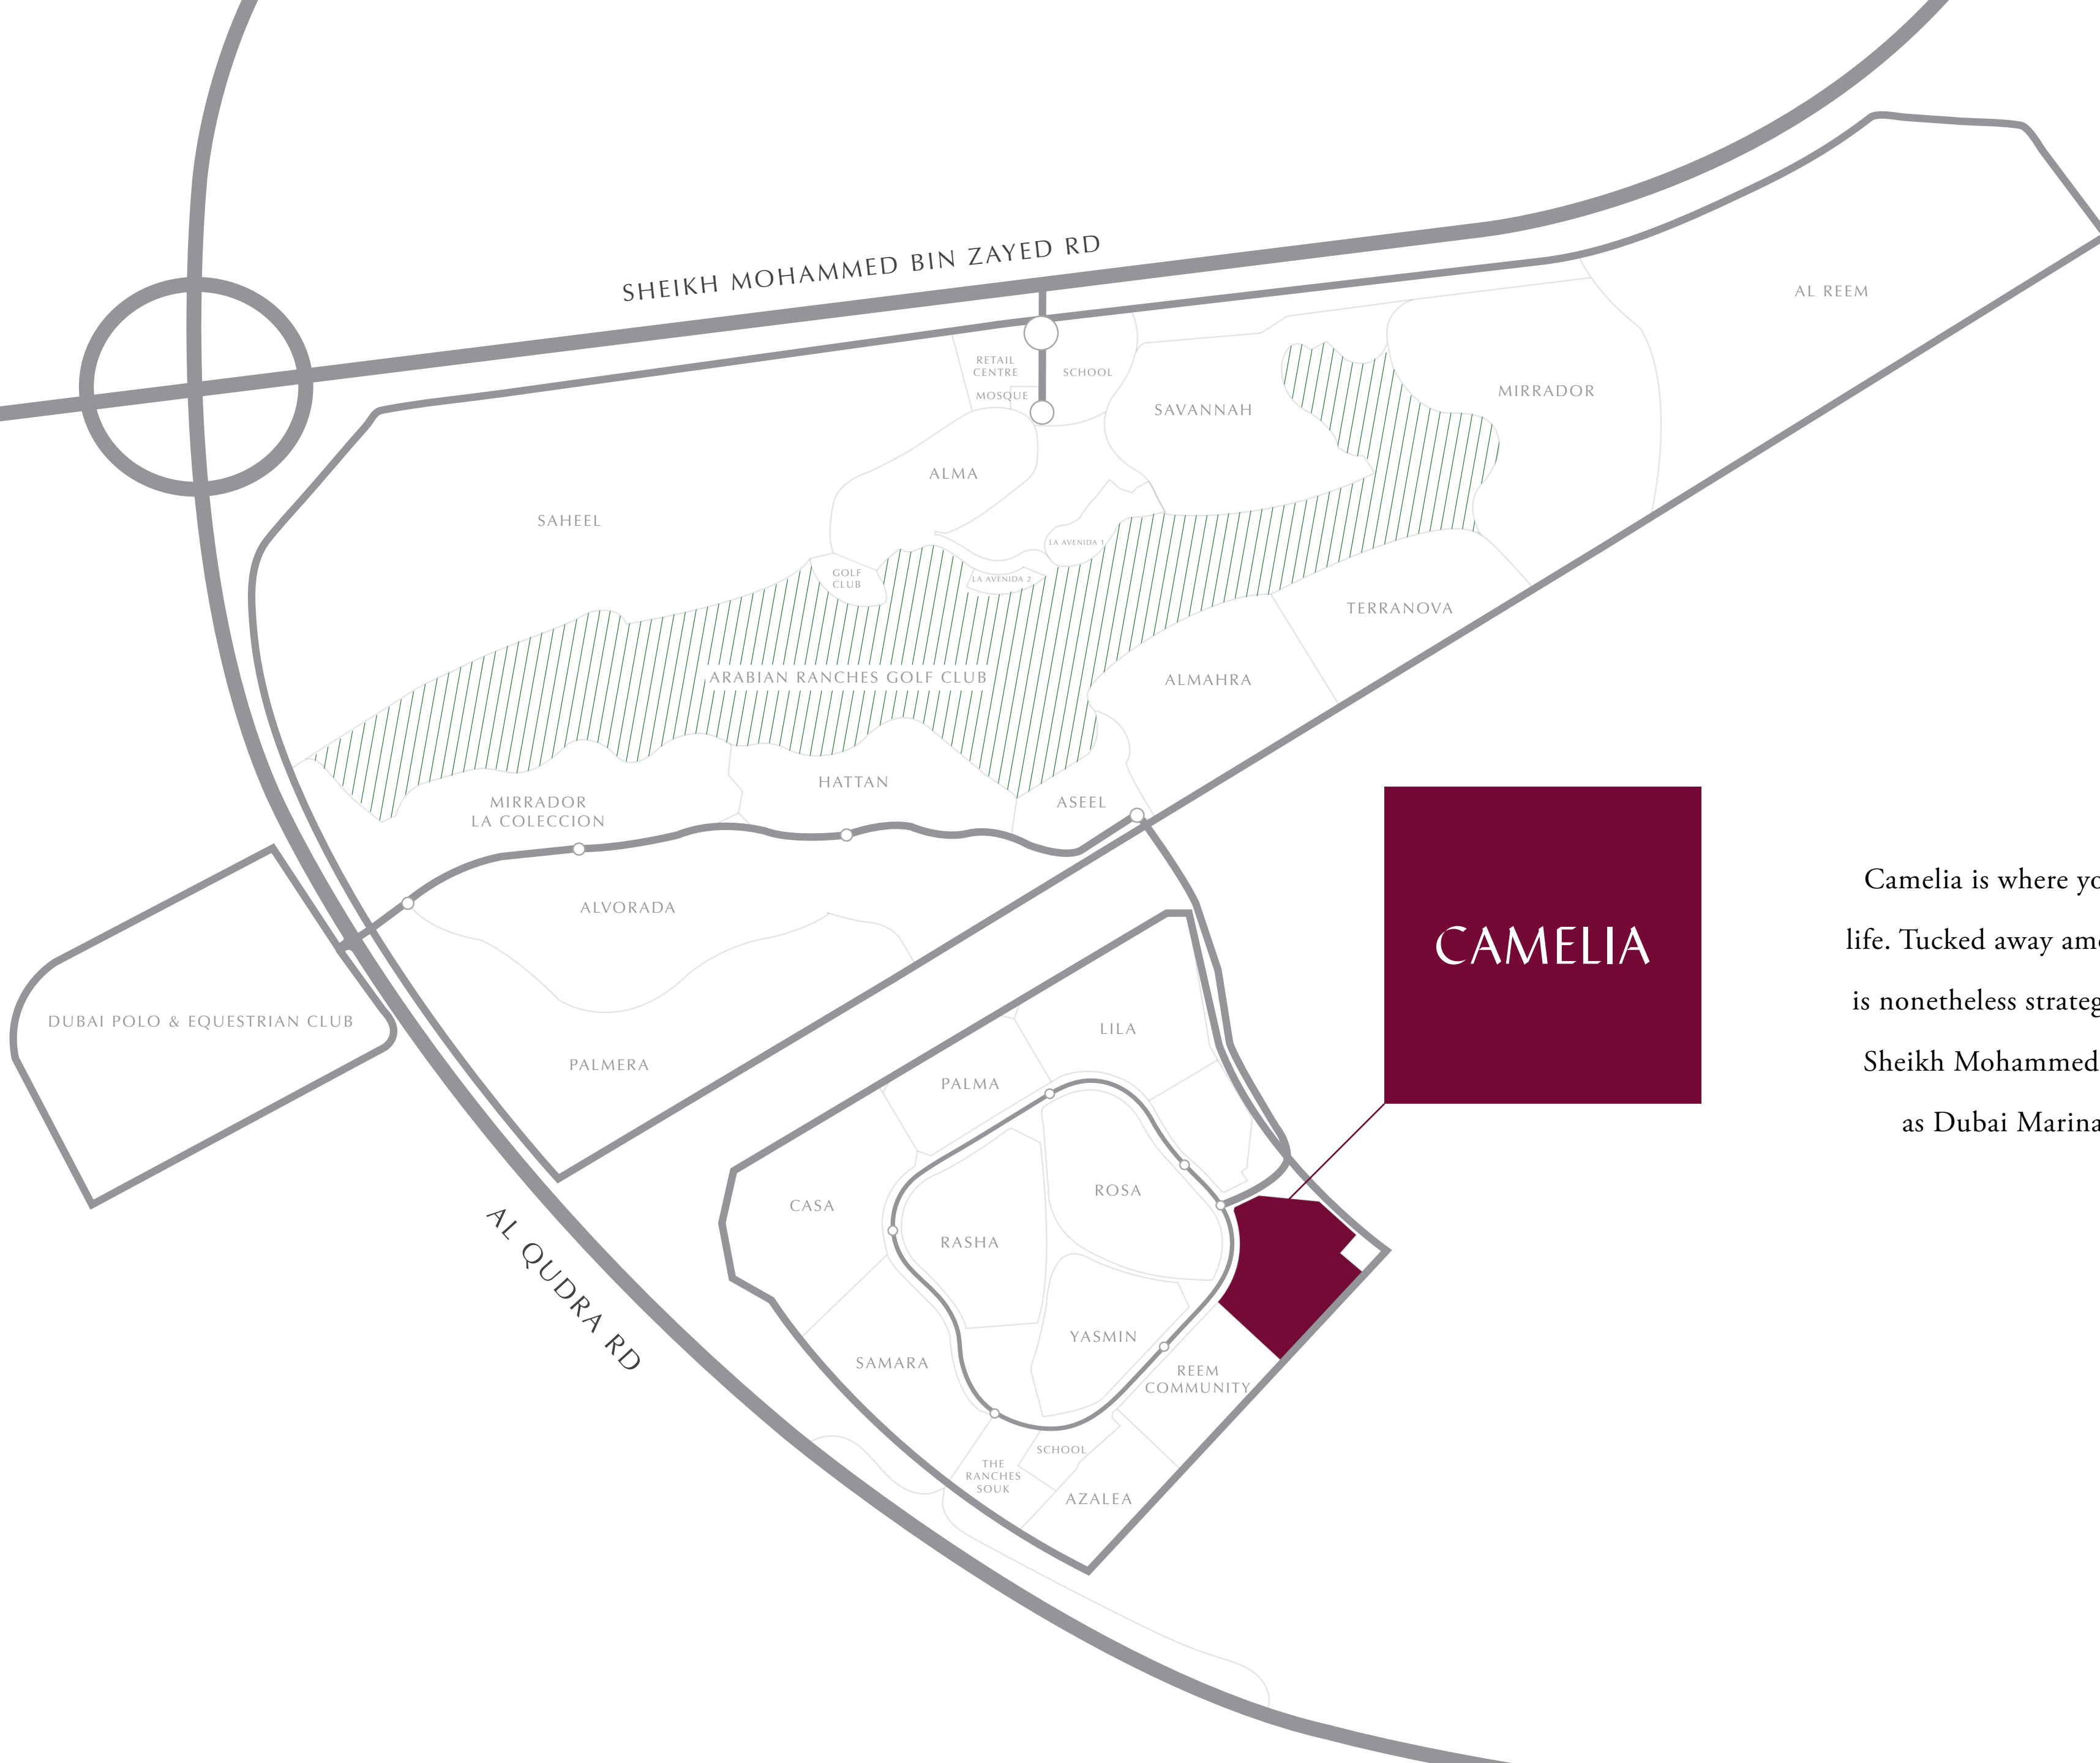 SHEIKH MOHAMMED BIN ZAYED RD
AL REEM
RETAIL
CENTRE
SCHOOL
MOSQUE
MIRRADOR
SAVANNAH
ALMA
SAHEEL
LA AVENIDA 1
GOLF
CLUB
LA AVENIDA 2
TERRANOVA
ARABIAN RANCHES GOLF CLUB
ALMAHRA
HATTAN
MIRRADOR
LA COLECCION
ASEEL
ALVORADA
CAMELIA
Camelia is where yo
life. Tucked away am
is nonetheless strateg
Sheikh Mohammed
as Dubai Marina
DUBAI POLO & EQUESTRIAN CLUB
LILA
PALMERA
PALMA
ROSA
CASA
RASHA
AL QUDRA RD
YASMIN
SAMARA
REEM
COMMUNITY
SCHOOL
THE
RANCHES
SOUK
AZALEA